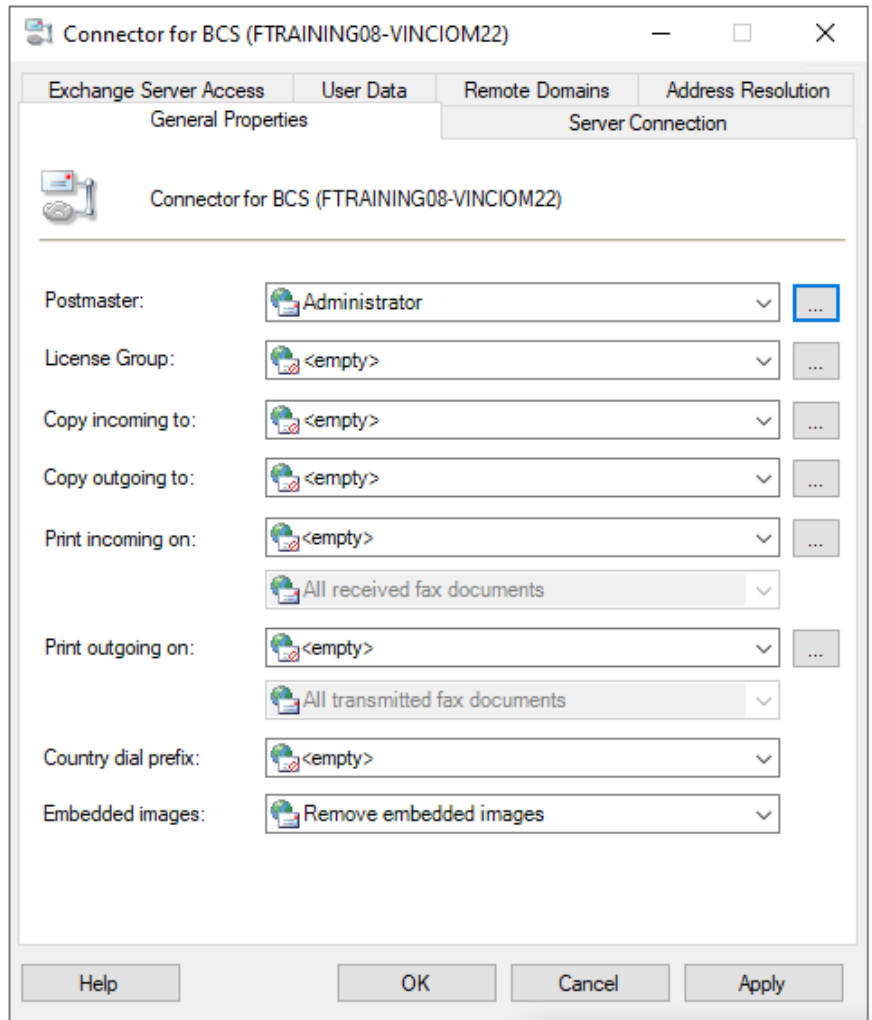 Connector for BCS (FTRAINING08-VINCIOM22)
Exchange Server Access User Data Remote Domains Address Resolution
General Properties Server Connection
Connector for BCS (FTRAINING08-VINCIOM22)
Postmaster: Administrator ...
License Group: <empty> ...
Copy incoming to: <empty> ...
Copy outgoing to: <empty> ...
Print incoming on: <empty> ...
All received fax documents
Print outgoing on: <empty> ...
All transmitted fax documents
Country dial prefix: <empty>
Embedded images: Remove embedded images
Help OK Cancel Apply